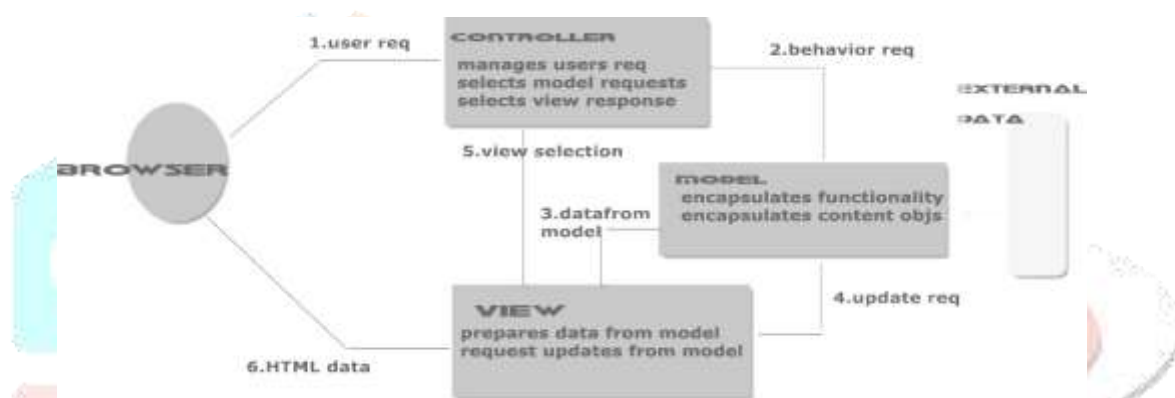 1.user req
CONTROLLER
manages users req
selects model requests
selects view response
2.behavior req
EXTERNAL
DATA
BROWSER
5.view selection
MODEL
encapsulates functionality
encapsulates content objs
3.datafrom
model
4.update req
VIEW
prepares data from model
request updates from model
6.HTML data